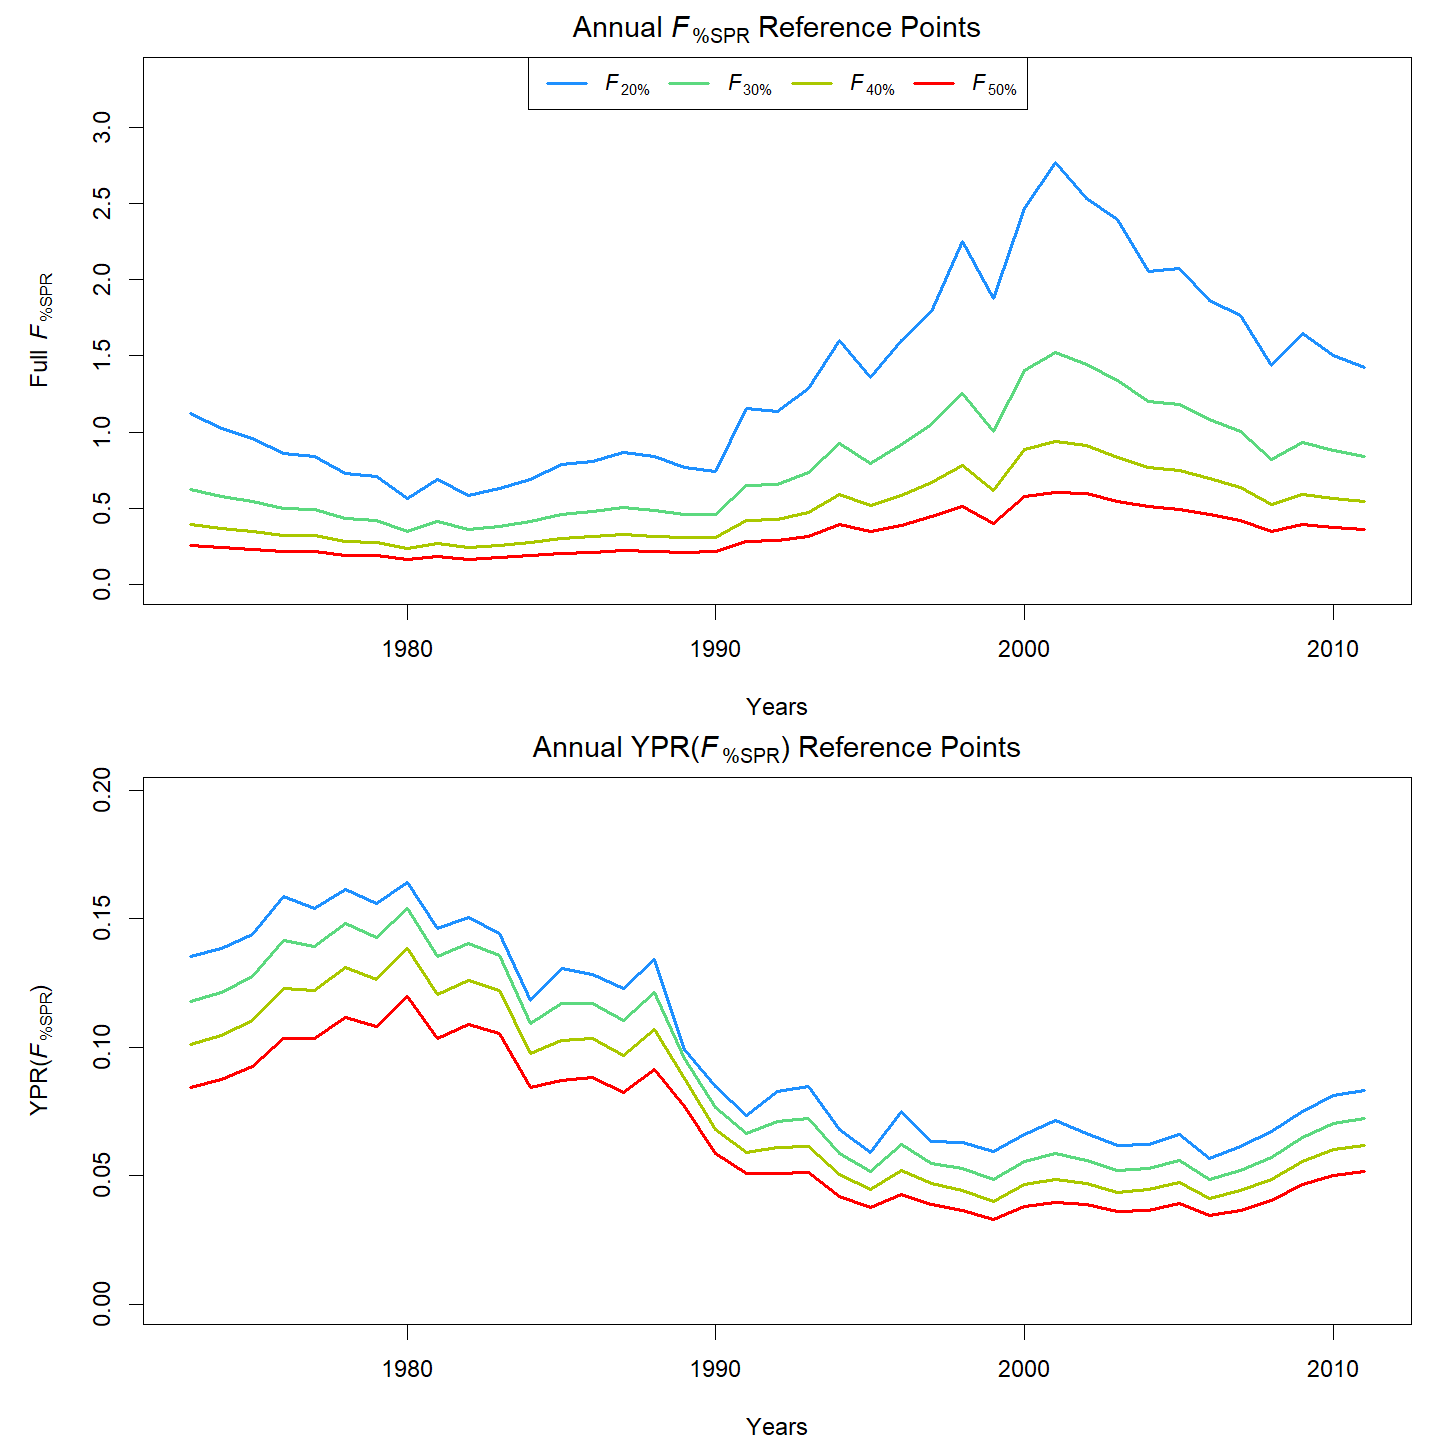 Annual F%SPR Reference Points
F20% F30% F40% F50%
Full F%SPR
3.0
2.5
2.0
1.5
1.0
0.5
0.0
1980 1990 2000 2010
Years
Annual YPR(F%SPR) Reference Points
YPR(F%SPR)
0.20
0.15
0.10
0.05
0.00
1980 1990 2000 2010
Years